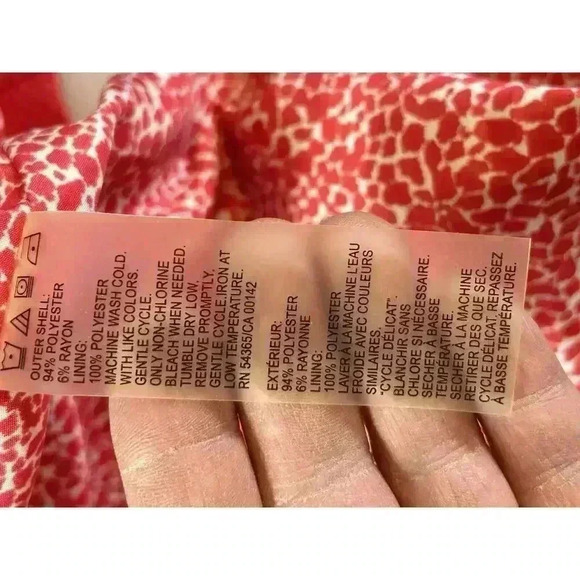 OUTER SHELL:
94% POLYESTER
6% RAYON
LINING:
100% POLYESTER
MACHINE WASH COLD.
WITH LIKE COLORS.
GENTLE CYCLE.
ONLY NON-CHLORINE
BLEACH WHEN NEEDED.
TUMBLE DRY LOW.
REMOVE PROMPTLY.
GENTLE CYCLE.IRON AT
LOW TEMPERATURE.
RN 54365/CA 00142
EXTÉRIEUR:
94% POLYESTER
6% RAYONNE
LINING:
100% POLYESTER
LAVER À LA MACHINE L'EAU
FROIDE AVEC COULEURS
SIMILAIRES,
"CYCLE DÉLICAT".
BLANCHIR SANS
CHLORE SI NÉCESSAIRE.
SÉCHER À BASSE
TEMPÉRATURE.
SÉCHER À LA MACHINE
RETIRER DES QUE SEC.
CYCLE DÉLICAT, REPASSEZ
À BASSE TEMPÉRATURE.